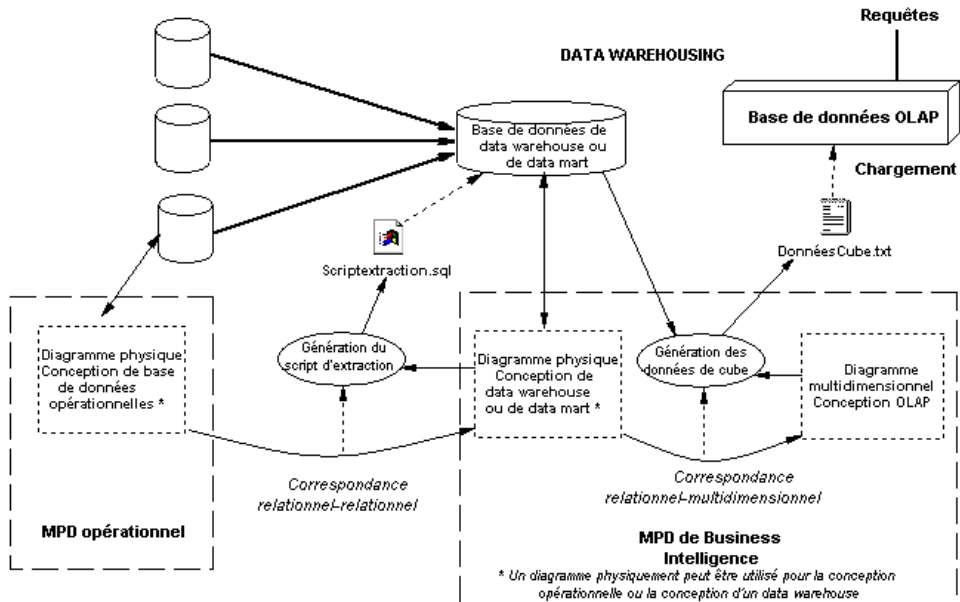 Requêtes
DATA WAREHOUSING
Base de données OLAP
Base de données de
data warehouse ou
de data mart
Chargement
Scriptextraction.sql
DonnéesCube.txt
Diagramme physique
Conception de base
de données
opérationnelles *
Génération du
script d'extraction
Diagramme physique
Conception de
data warehouse
ou de data mart *
Génération des
données de cube
Diagramme
multidimensionnel
Conception OLAP
Correspondance
relationnel-relationnel
Correspondance
relationnel-multidimensionnel
MPD opérationnel
MPD de Business
Intelligence
* Un diagramme physiquement peut être utilisé pour la conception
opérationnelle ou la conception d'un data warehouse